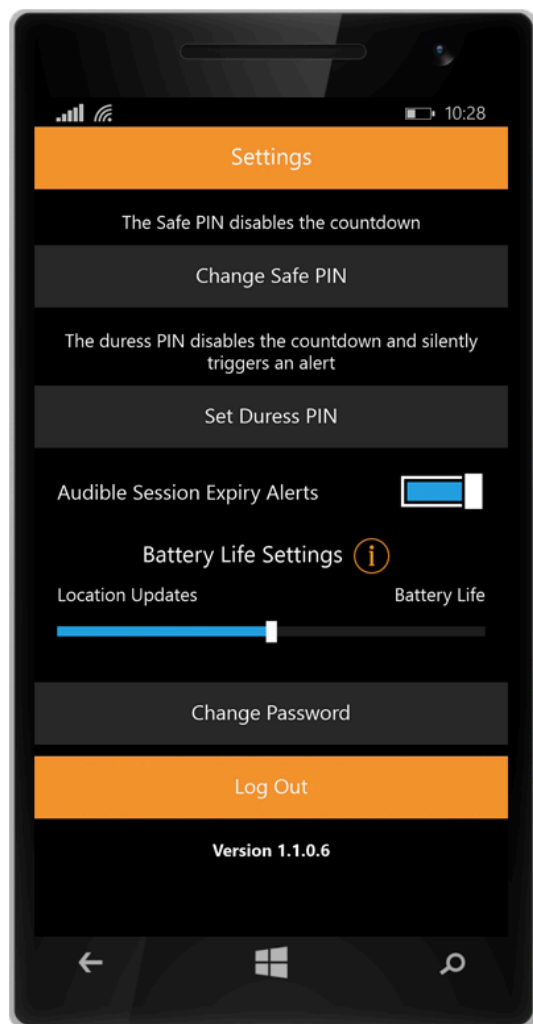 10:28
Settings
The Safe PIN disables the countdown
Change Safe PIN
The duress PIN disables the countdown and silently
triggers an alert
Set Duress PIN
Audible Session Expiry Alerts
Battery Life Settings i
Location Updates Battery Life
Change Password
Log Out
Version 1.1.0.6